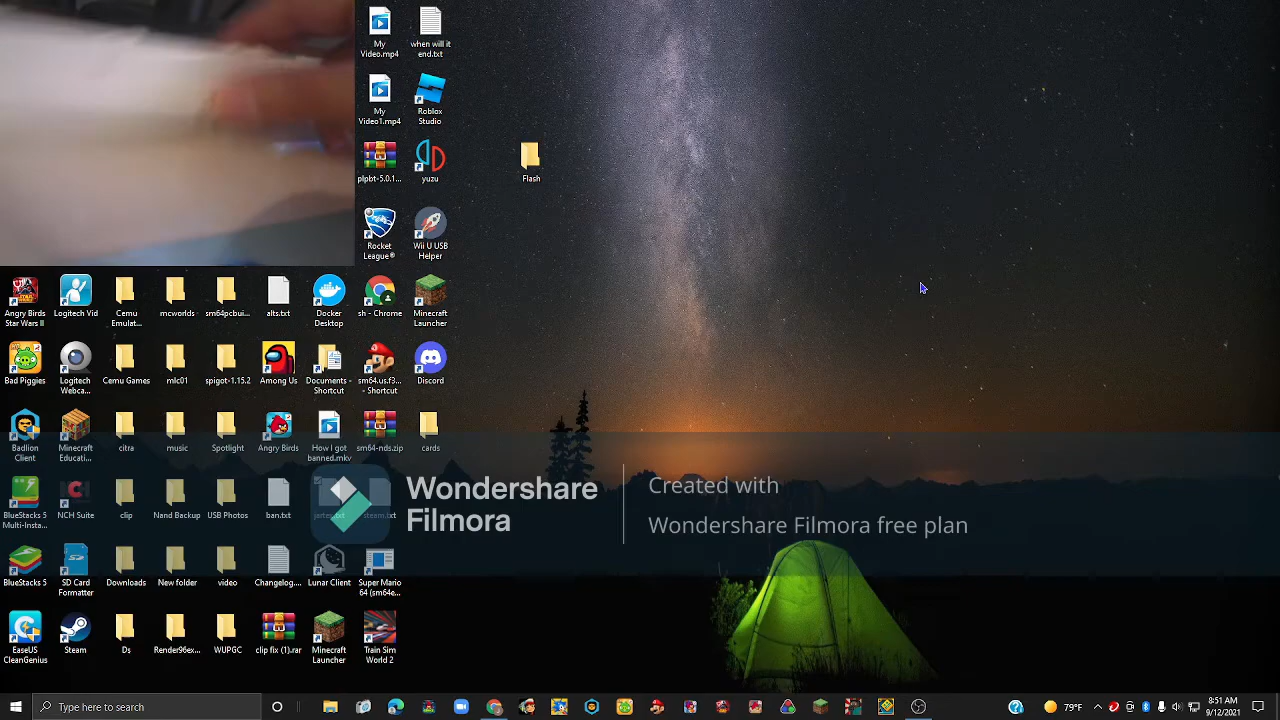 My
Video.mp4
when will it
end.txt
My
Video1.mp4
Roblox
Studio
plpbt-5.0.1...
yuzu
Flash
Rocket
League®
Wii U USB
Helper
Angry Birds
Star Wars II
Logitech Vid
Cemu
Emulat...
mcworlds
sm64pcbui...
alts.txt
Docker
Desktop
sh - Chrome
Minecraft
Launcher
Bad Piggies
Logitech
Webca...
Cemu Games
mlc01
spigot-1.15.2
Among Us
Documents -
Shortcut
sm64.us.f3...
- Shortcut
Discord
Badlion
Client
Minecraft
Educati...
citra
music
Spotlight
Angry Birds
How I got
banned.mkv
sm64-nds.zip
cards
BlueStacks 5
Multi-Insta...
NCH Suite
clip
Nand Backup
USB Photos
ban.txt
steam.txt
Wondershare
Filmora
Created with
Wondershare Filmora free plan
BlueStacks 5
SD Card
Formatter
Downloads
New folder
video
Changelog....
Lunar Client
Super Mario
64 (sm64e...
EaseUS
CleanGenius
Steam
Ds
Render96ex...
WUPGC
clip fix (1).rar
Minecraft
Launcher
Train Sim
World 2
Type here to search
79°F
8:51 AM
9/12/2021